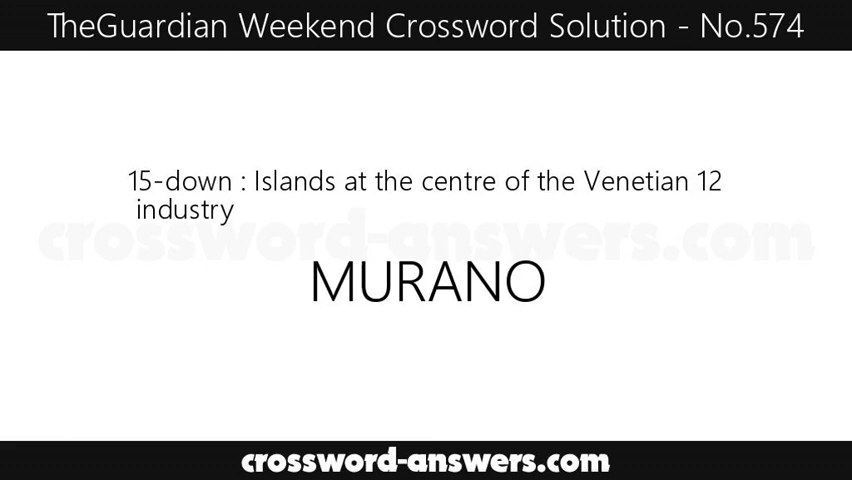 TheGuardian Weekend Crossword Solution - No.574
15-down : Islands at the centre of the Venetian 12
industry
crossword-answers.com
MURANO
crossword-answers.com